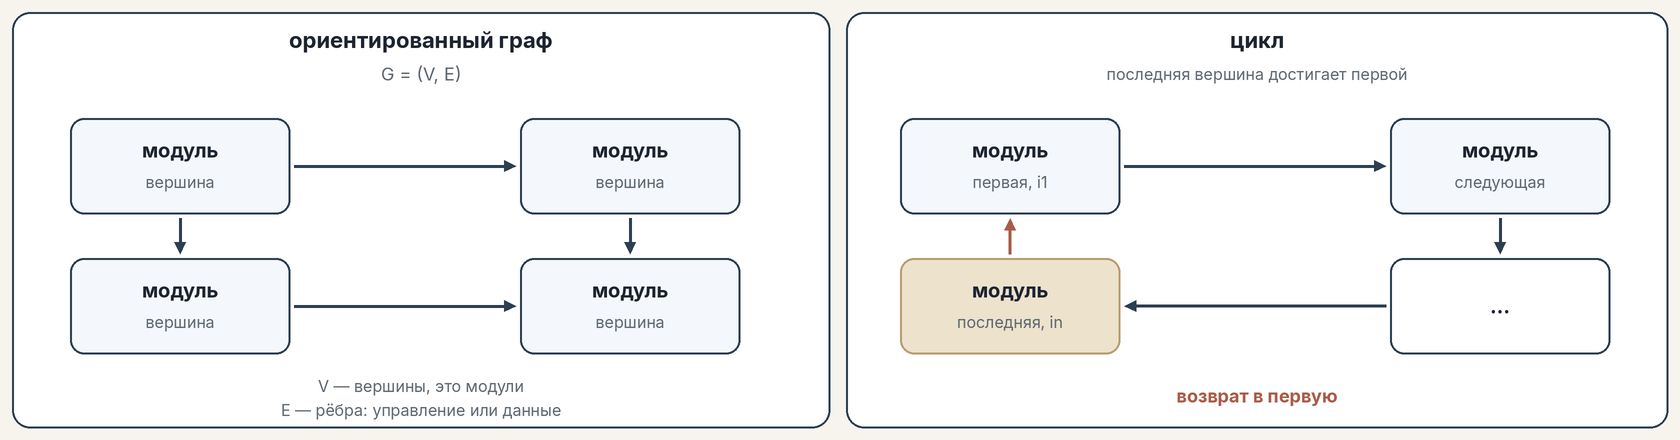 ориентированный граф
G = (V, E)
модуль
вершина
модуль
вершина
модуль
вершина
модуль
вершина
V — вершины, это модули
E — рёбра: управление или данные
цикл
последняя вершина достигает первой
модуль
первая, i1
модуль
следующая
модуль
последняя, in
...
возврат в первую